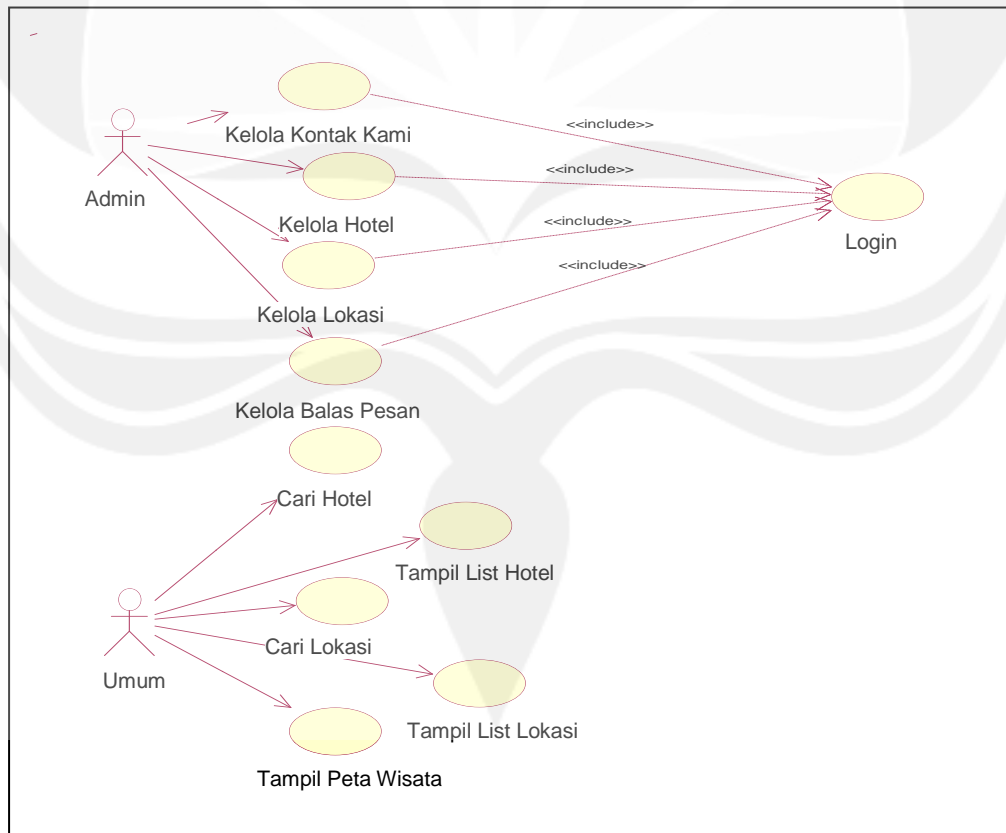 Kelola Kontak Kami
<<include>>
Admin
Kelola Hotel
<<include>>
Login
Kelola Lokasi
<<include>>
<<include>>
Kelola Balas Pesan
Cari Hotel
Tampil List Hotel
Umum
Cari Lokasi
Tampil List Lokasi
Tampil Peta Wisata